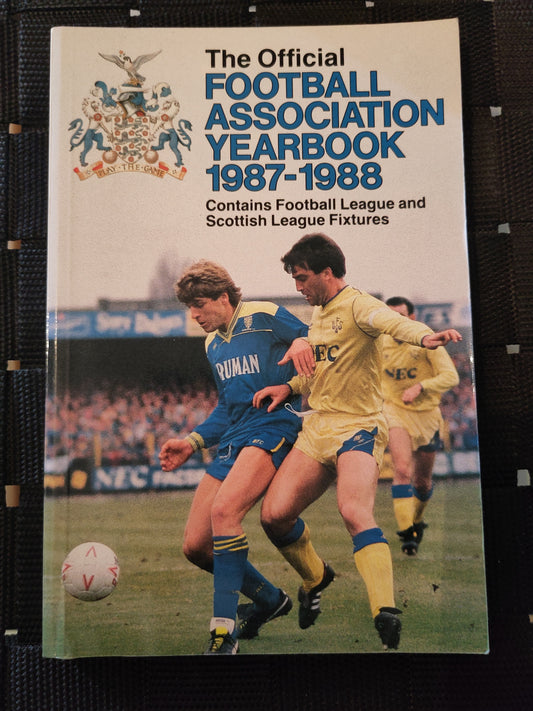 The Official
FOOTBALL
ASSOCIATION
YEARBOOK
1987-1988
Contains Football League and
Scottish League Fixtures
PLAY·THE·GAME
TRUMAN
NEC
NEC
NEC